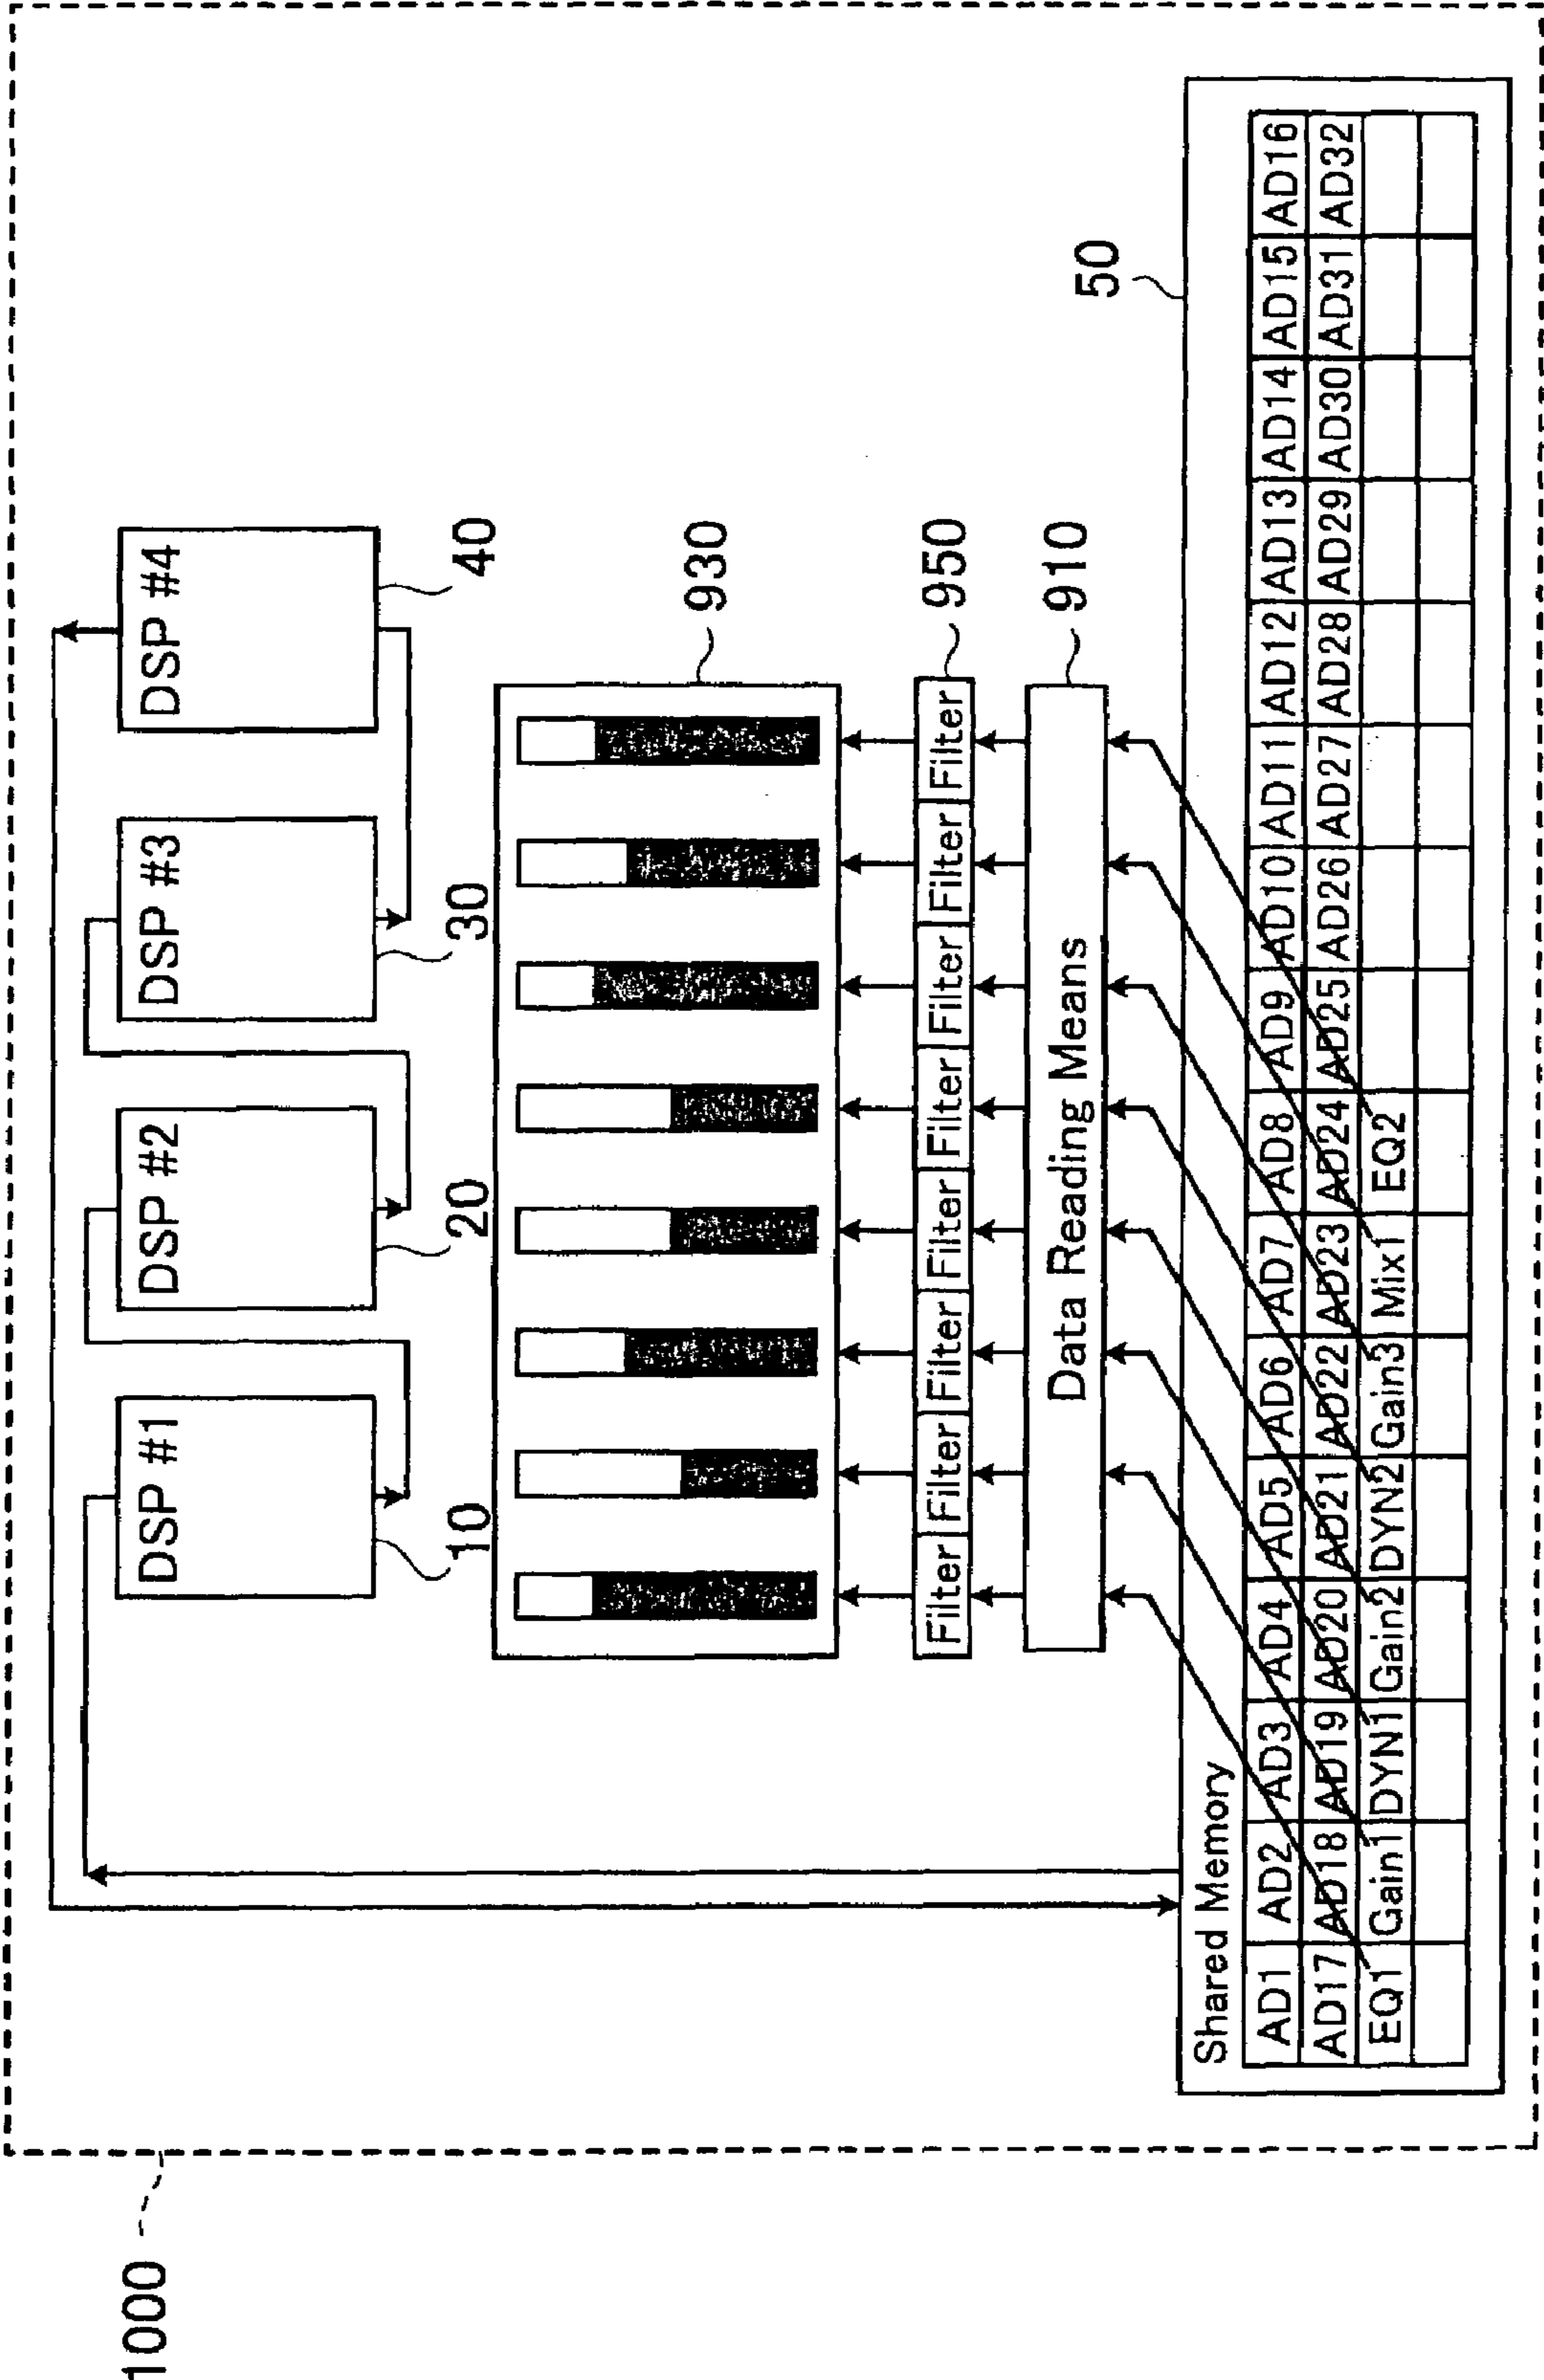 1000
DSP #1
DSP #2
DSP #3
DSP #4
10
20
30
40
930
Filter Filter Filter Filter Filter Filter Filter Filter
950
Data Reading Means
910
50
Shared Memory
AD1 AD2 AD3 AD4 AD5 AD6 AD7 AD8 AD9 AD10 AD11 AD12 AD13 AD14 AD15 AD16
AD17 AD18 AD19 AD20 AD21 AD22 AD23 AD24 AD25 AD26 AD27 AD28 AD29 AD30 AD31 AD32
EQ1 Gain1 DYN1 Gain2 DYN2 Gain3 Mix1 EQ2